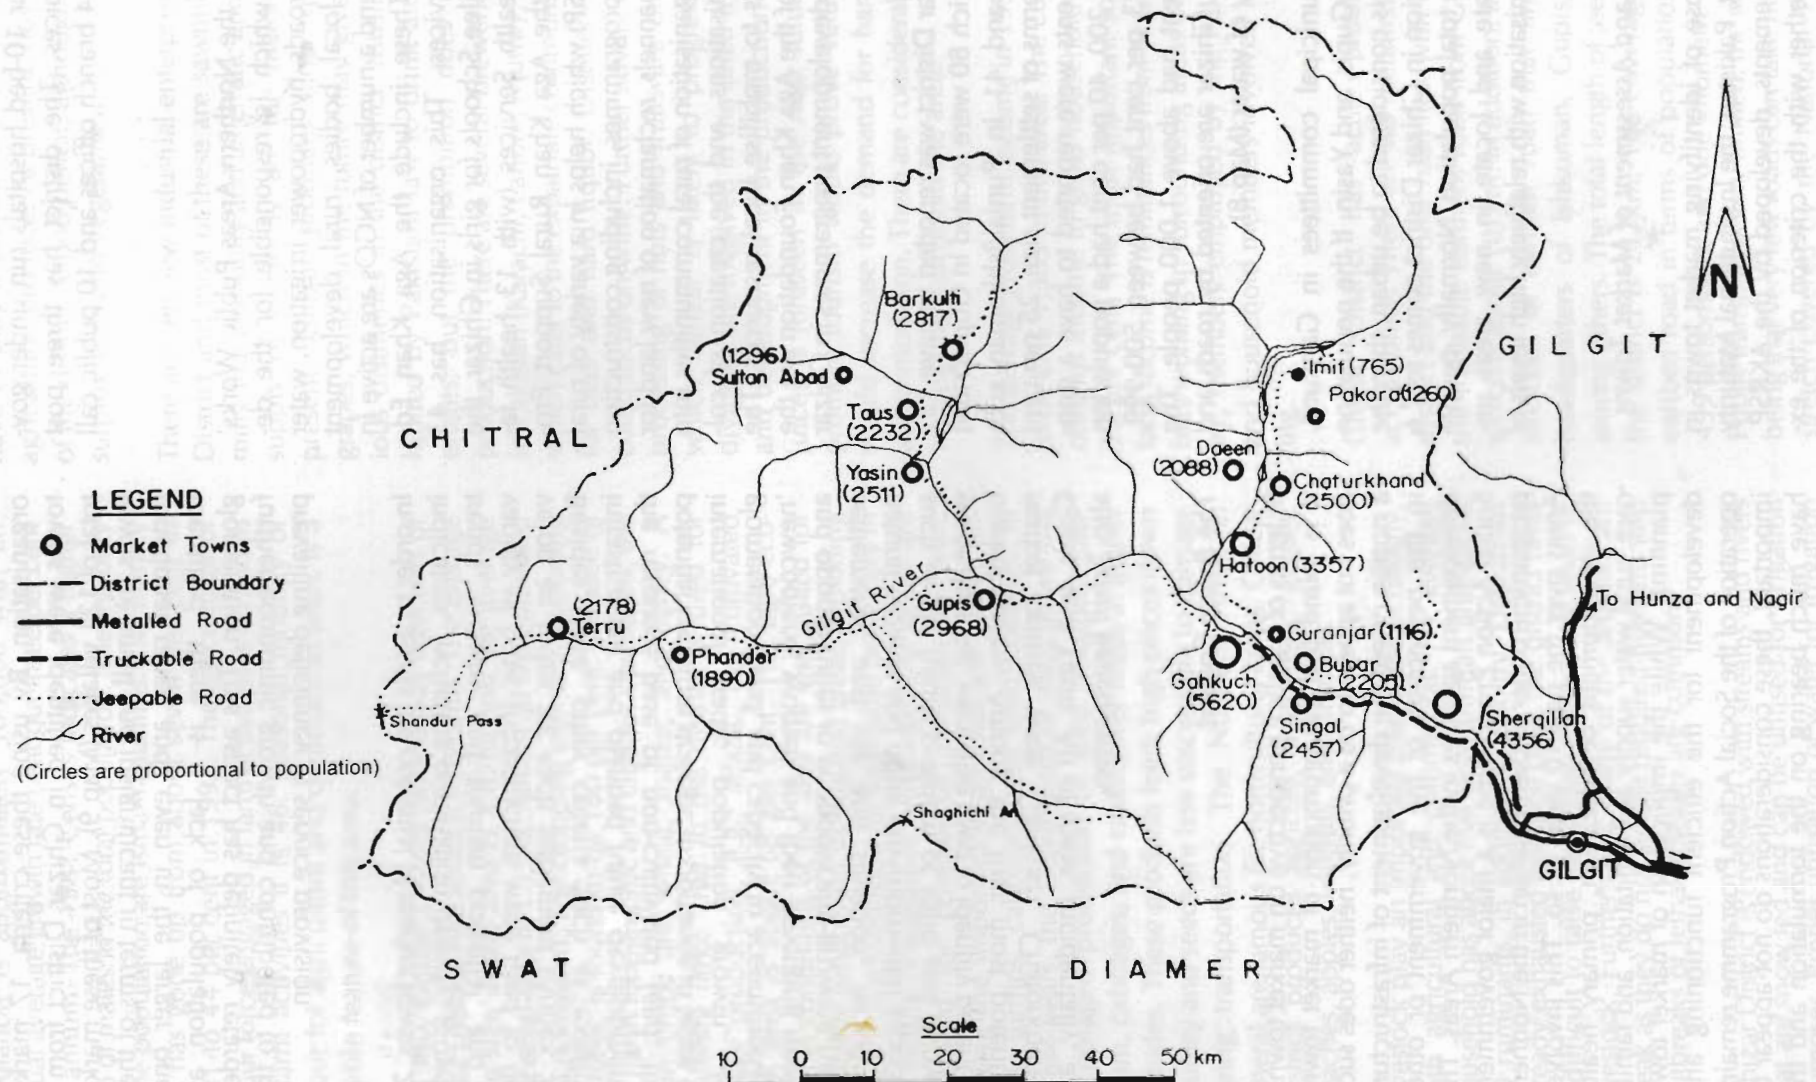 N
GILGIT
Barkulti
(2817)
(1296)
Sultan Abad
Imit (765)
Pakora (1260)
Taus
(2232)
CHITRAL
Daeen
(2088)
Yasin
(2511)
Chaturkhand
(2500)
LEGEND
Market Towns
District Boundary
Metalled Road
Truckable Road
Jeepable Road
River
(Circles are proportional to population)
Hatoon (3357)
Gilgit River
To Hunza and Nagir
(2178)
Terru
Gupis
(2968)
Guranjar (1116)
Phander
(1890)
Bubar
(2205)
Gahkuch
(5620)
Shandur Pass
Singal
(2457)
Sherqillah
(4356)
Shaghichi An
GILGIT
SWAT
DIAMER
Scale
10 0 10 20 30 40 50 km